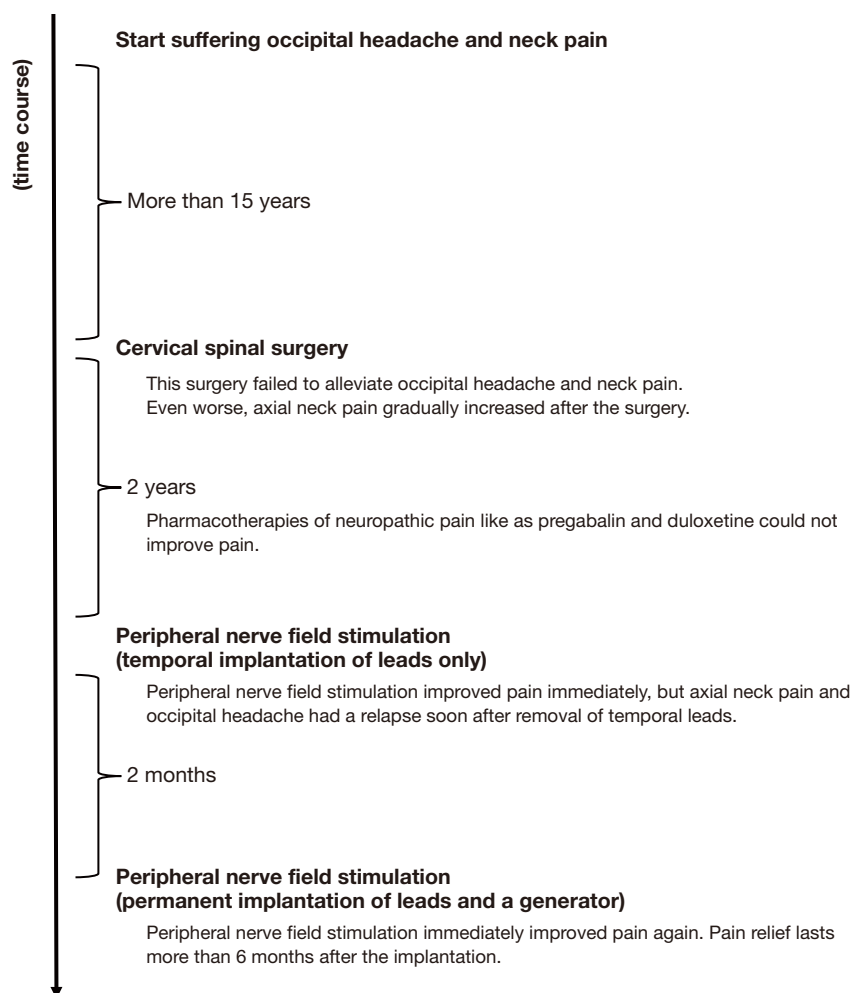 Start suffering occipital headache and neck pain
(time course)
More than 15 years
Cervical spinal surgery
This surgery failed to alleviate occipital headache and neck pain.
Even worse, axial neck pain gradually increased after the surgery.
2 years
Pharmacotherapies of neuropathic pain like as pregabalin and duloxetine could not
improve pain.
Peripheral nerve field stimulation
(temporal implantation of leads only)
Peripheral nerve field stimulation improved pain immediately, but axial neck pain and
occipital headache had a relapse soon after removal of temporal leads.
2 months
Peripheral nerve field stimulation
(permanent implantation of leads and a generator)
Peripheral nerve field stimulation immediately improved pain again. Pain relief lasts
more than 6 months after the implantation.